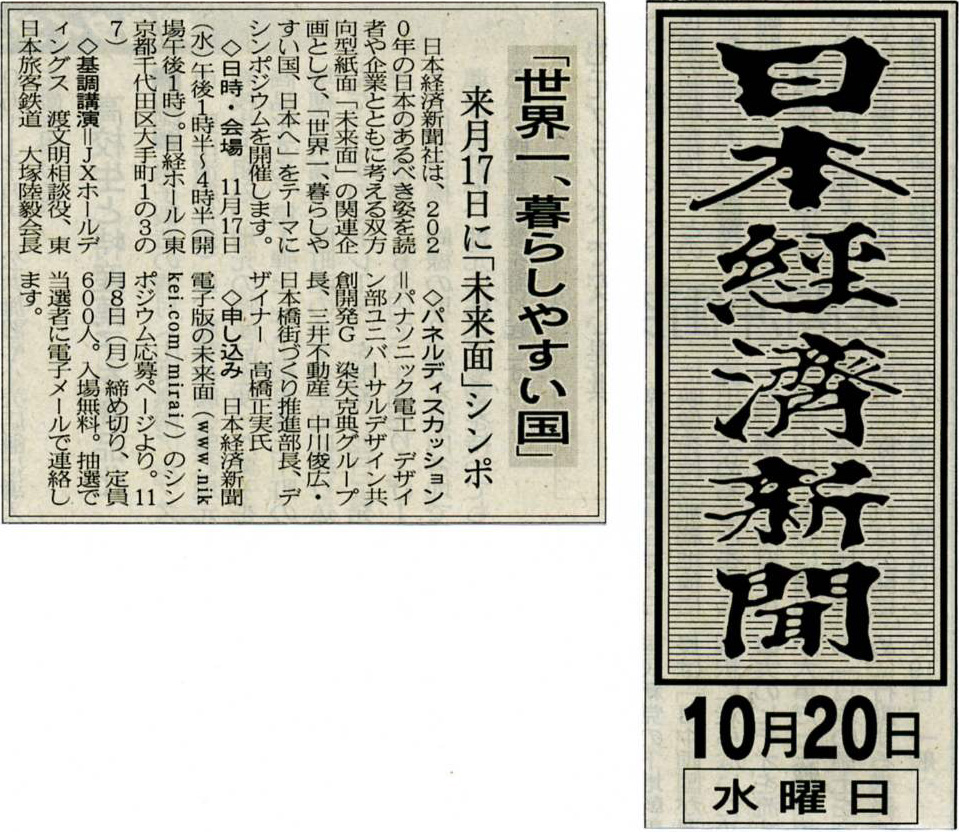 日本経済新聞
10月20日
水曜日
「世界一、暮らしやすい国」
来月17日に「未来面」シンポ
日本経済新聞社は、202
0年の日本のあるべき姿を読
者や企業とともに考える双方
向型紙面「未来面」の関連企
画として、「世界一、暮らしや
すい国、日本へ」をテーマに
シンポジウムを開催します。
◇日時・会場 11月17日
(水)午後1時半~4時半(開
場午後1時)。日経ホール(東
京都千代田区大手町1の3の
7)
◇基調講演=JXホールデ
ィングス 渡文明相談役、東
日本旅客鉄道 大塚陸毅会長
◇パネルディスカッション
=パナソニック電工 デザイ
ン部ユニバーサルデザイン共
創開発G 染矢克典グループ
長、三井不動産 中川俊広・
日本橋街づくり推進部長、デ
ザイナー 高橋正実氏
◇申し込み 日本経済新聞
電子版の未来面(www.nik
kei.com/mirai/)のシン
ポジウム応募ページより。11
月8日(月)締め切り、定員
600人。入場無料。抽選で
当選者に電子メールで連絡し
ます。